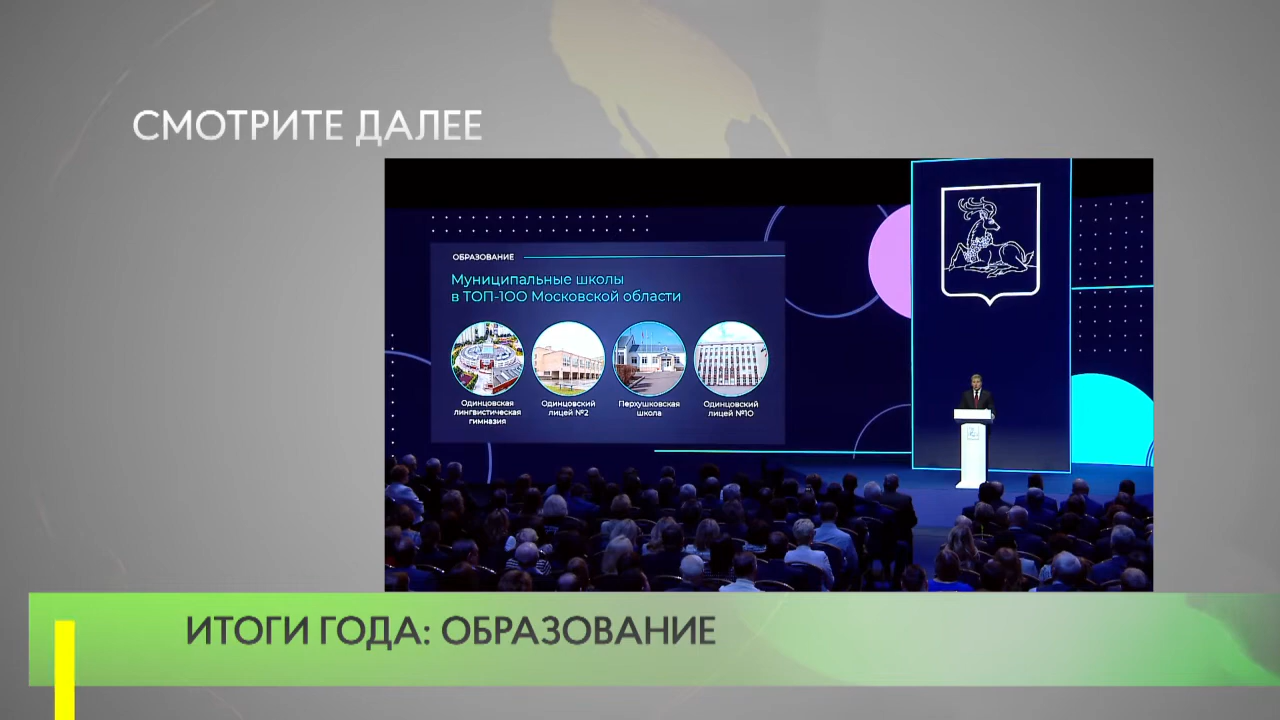 СМОТРИТЕ ДАЛЕЕ
ОБРАЗОВАНИЕ
Муниципальные школы
в ТОП-100 Московской области
Одинцовская
лингвистическая
гимназия
Одинцовский
лицей №2
Перхушковская
школа
Одинцовский
лицей №10
ИТОГИ ГОДА: ОБРАЗОВАНИЕ